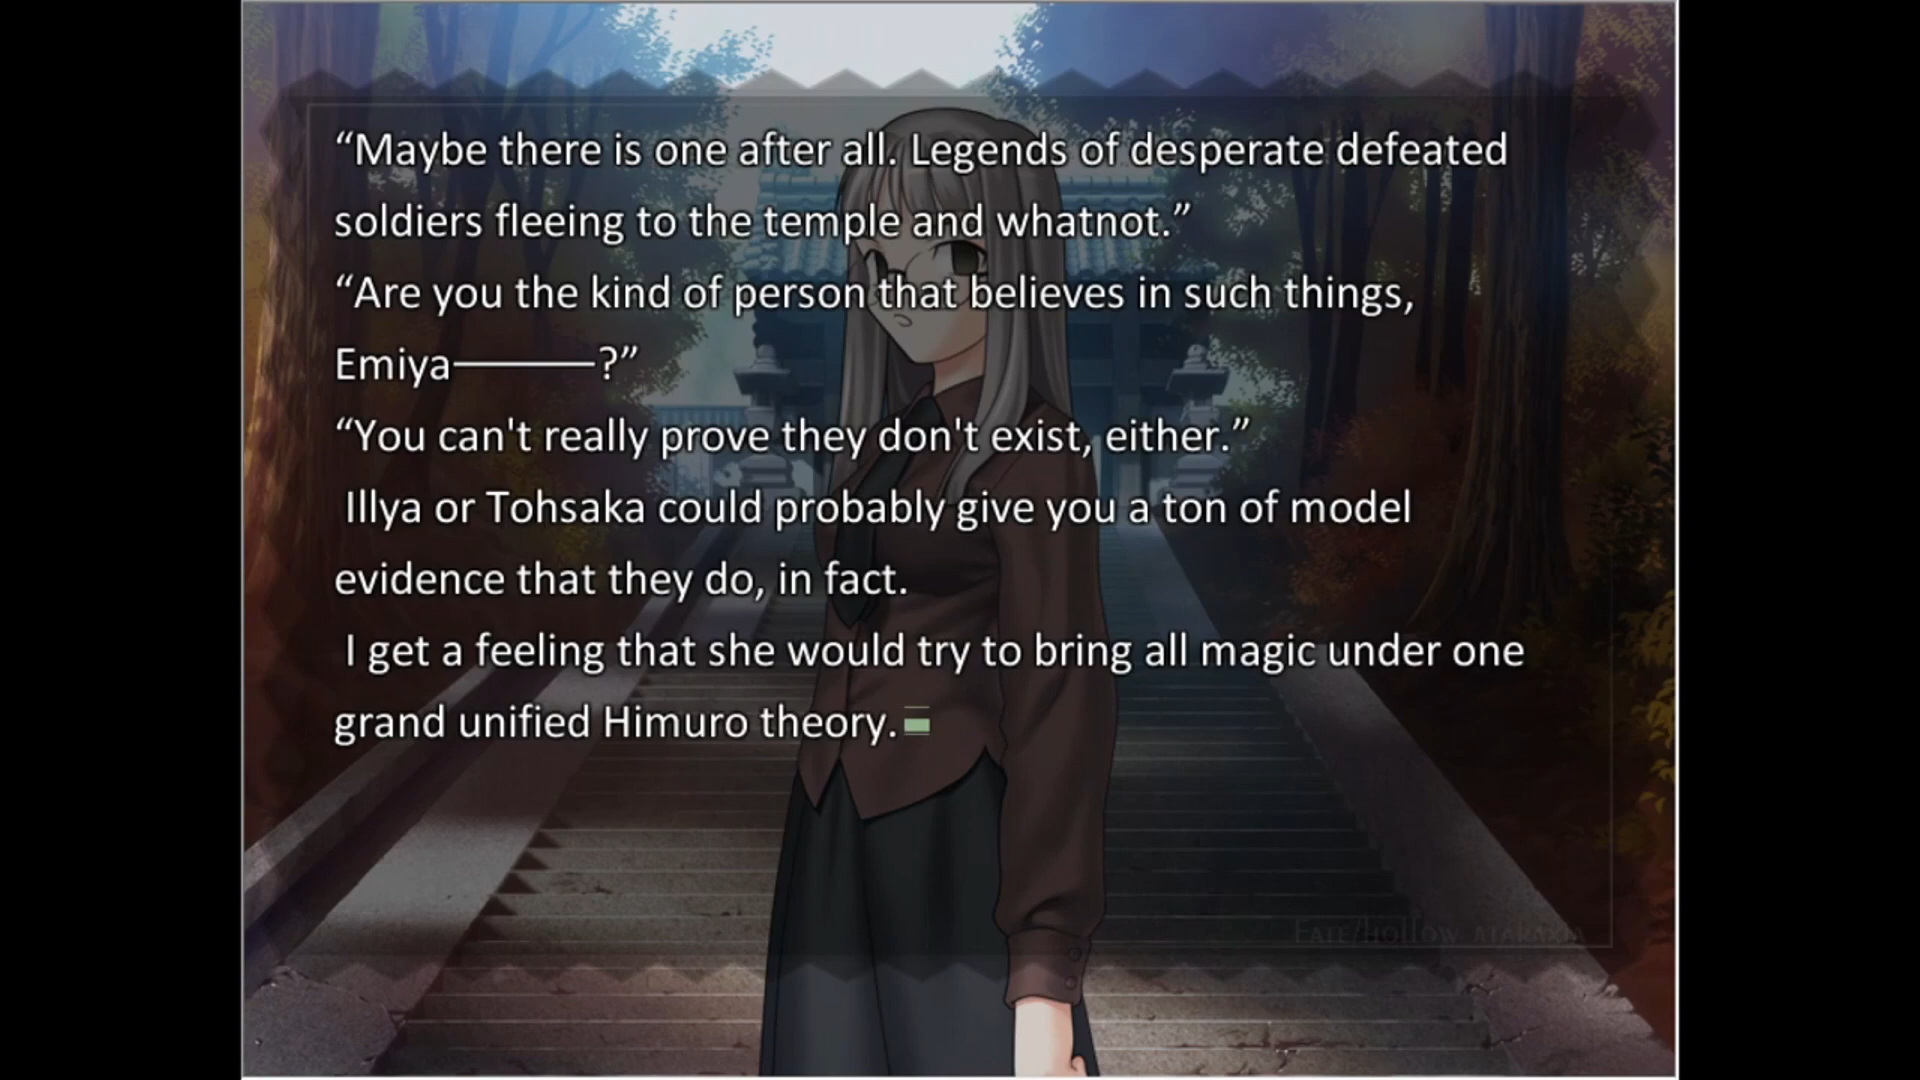 “Maybe there is one after all. Legends of desperate defeated
soldiers fleeing to the temple and whatnot.”
“Are you the kind of person that believes in such things,
Emiya―――?”
“You can't really prove they don't exist, either.”
Illya or Tohsaka could probably give you a ton of model
evidence that they do, in fact.
I get a feeling that she would try to bring all magic under one
grand unified Himuro theory.
Fate/hollow ataraxia